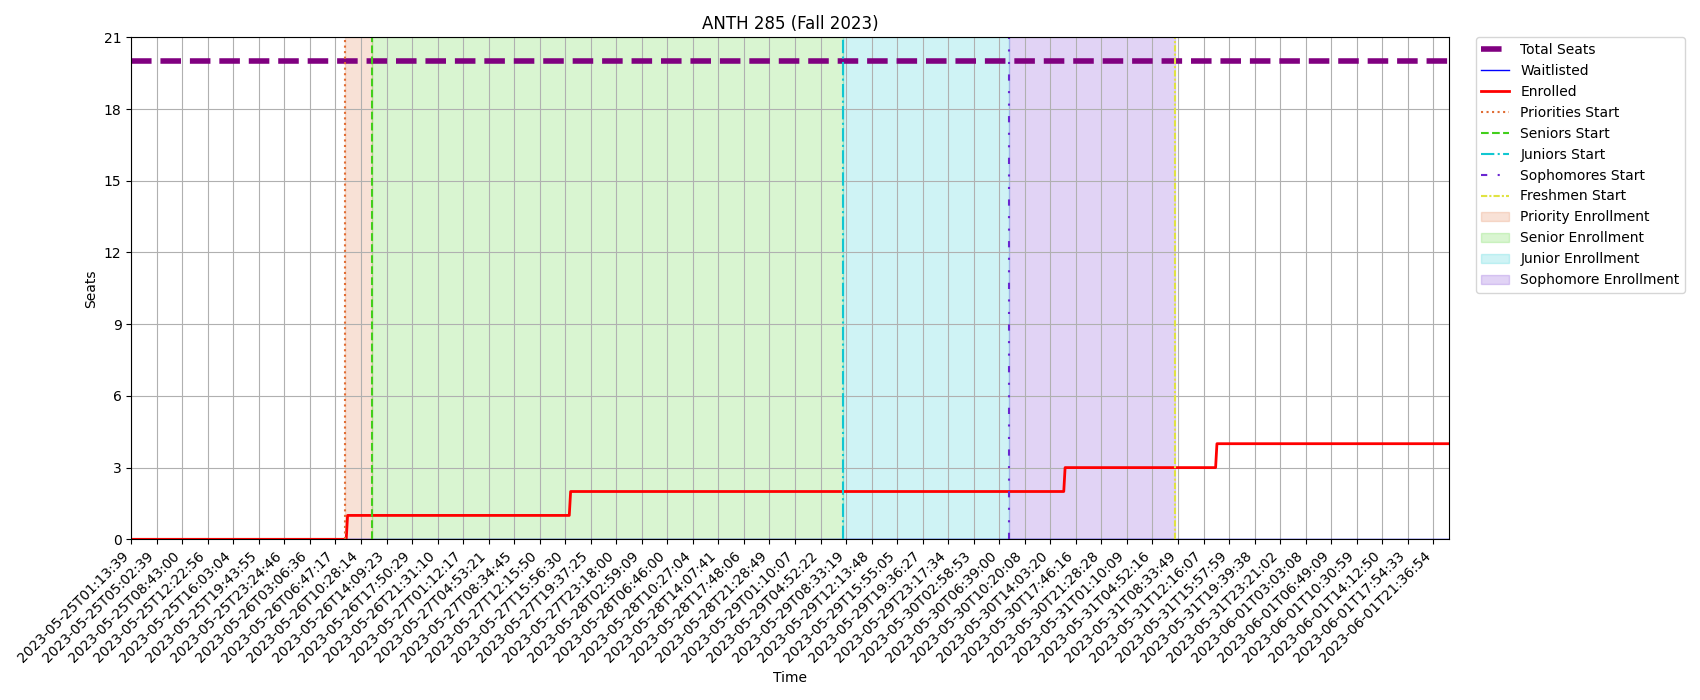 ANTH 285 (Fall 2023)
21
18
15
12
9
6
3
0
Seats
2023-05-25T01:13:39
2023-05-25T05:02:39
2023-05-25T08:43:00
2023-05-25T12:22:56
2023-05-25T16:03:04
2023-05-25T19:43:55
2023-05-25T23:24:46
2023-05-26T03:06:36
2023-05-26T06:47:17
2023-05-26T10:28:14
2023-05-26T14:09:23
2023-05-26T17:50:29
2023-05-26T21:31:10
2023-05-27T01:12:17
2023-05-27T04:53:21
2023-05-27T08:34:45
2023-05-27T12:15:50
2023-05-27T15:56:30
2023-05-27T19:37:25
2023-05-27T23:18:00
2023-05-28T02:59:09
2023-05-28T06:46:00
2023-05-28T10:27:04
2023-05-28T14:07:41
2023-05-28T17:48:06
2023-05-28T21:28:49
2023-05-29T01:10:07
2023-05-29T04:52:22
2023-05-29T08:33:19
2023-05-29T12:13:48
2023-05-29T15:55:05
2023-05-29T19:36:27
2023-05-29T23:17:34
2023-05-30T02:58:53
2023-05-30T06:39:00
2023-05-30T10:20:08
2023-05-30T14:03:20
2023-05-30T17:46:16
2023-05-30T21:28:28
2023-05-31T01:10:09
2023-05-31T04:52:16
2023-05-31T08:33:49
2023-05-31T12:16:07
2023-05-31T15:57:59
2023-05-31T19:39:38
2023-05-31T23:21:02
2023-06-01T03:03:08
2023-06-01T06:49:09
2023-06-01T10:30:59
2023-06-01T14:12:50
2023-06-01T17:54:33
2023-06-01T21:36:54
Time
Total Seats
Waitlisted
Enrolled
Priorities Start
Seniors Start
Juniors Start
Sophomores Start
Freshmen Start
Priority Enrollment
Senior Enrollment
Junior Enrollment
Sophomore Enrollment